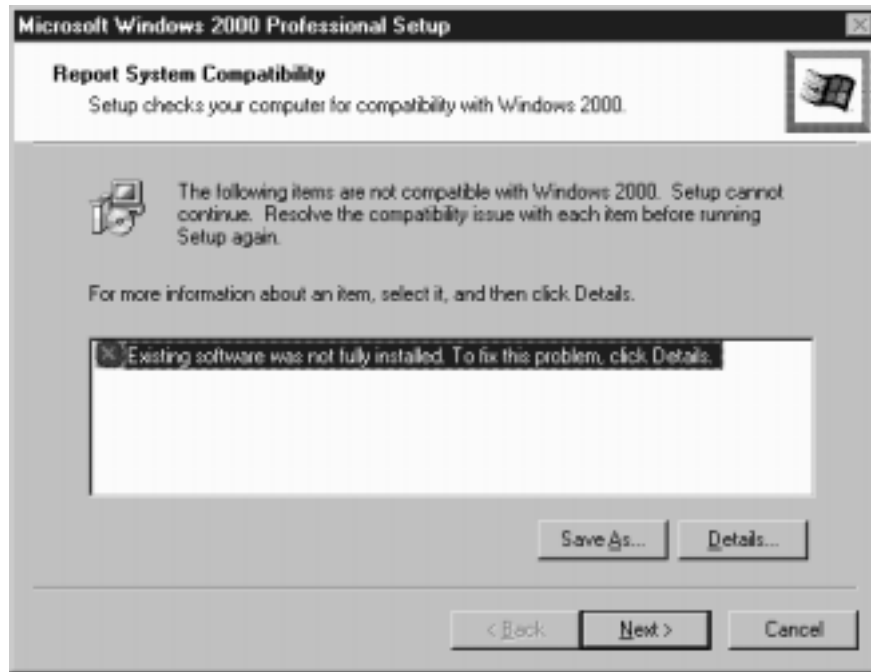 Microsoft Windows 2000 Professional Setup
Report System Compatibility
Setup checks your computer for compatibility with Windows 2000.
The following items are not compatible with Windows 2000. Setup cannot
continue. Resolve the compatibility issue with each item before running
Setup again.
For more information about an item, select it, and then click Details.
Existing software was not fully installed. To fix this problem, click Details.
Save As...
Details...
< Back
Next >
Cancel